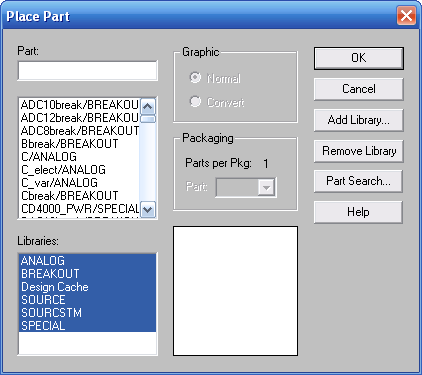 Place Part
Part:
ADC10break/BREAKOU
ADC12break/BREAKOU
ADC8break/BREAKOUT
Bbreak/BREAKOUT
C/ANALOG
C_elect/ANALOG
C_var/ANALOG
Cbreak/BREAKOUT
CD4000_PWR/SPECIAL
Libraries:
ANALOG
BREAKOUT
Design Cache
SOURCE
SOURCSTM
SPECIAL
Graphic
Normal
Convert
Packaging
Parts per Pkg: 1
Part:
OK
Cancel
Add Library...
Remove Library
Part Search...
Help